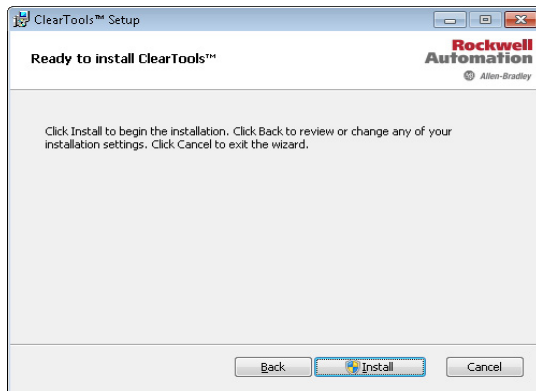 ClearTools™ Setup
Ready to install ClearTools™
Rockwell
Automation
AB Allen-Bradley
Click Install to begin the installation. Click Back to review or change any of your
installation settings. Click Cancel to exit the wizard.
Back
Install
Cancel